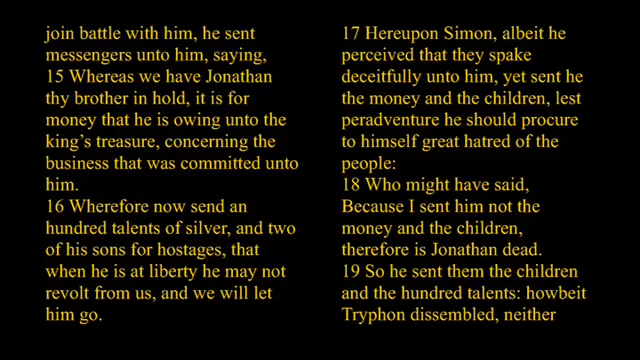 join battle with him, he sent
messengers unto him, saying,
15 Whereas we have Jonathan
thy brother in hold, it is for
money that he is owing unto the
king’s treasure, concerning the
business that was committed unto
him.
16 Wherefore now send an
hundred talents of silver, and two
of his sons for hostages, that
when he is at liberty he may not
revolt from us, and we will let
him go.
17 Hereupon Simon, albeit he
perceived that they spake
deceitfully unto him, yet sent he
the money and the children, lest
peradventure he should procure
to himself great hatred of the
people:
18 Who might have said,
Because I sent him not the
money and the children,
therefore is Jonathan dead.
19 So he sent them the children
and the hundred talents: howbeit
Tryphon dissembled, neither